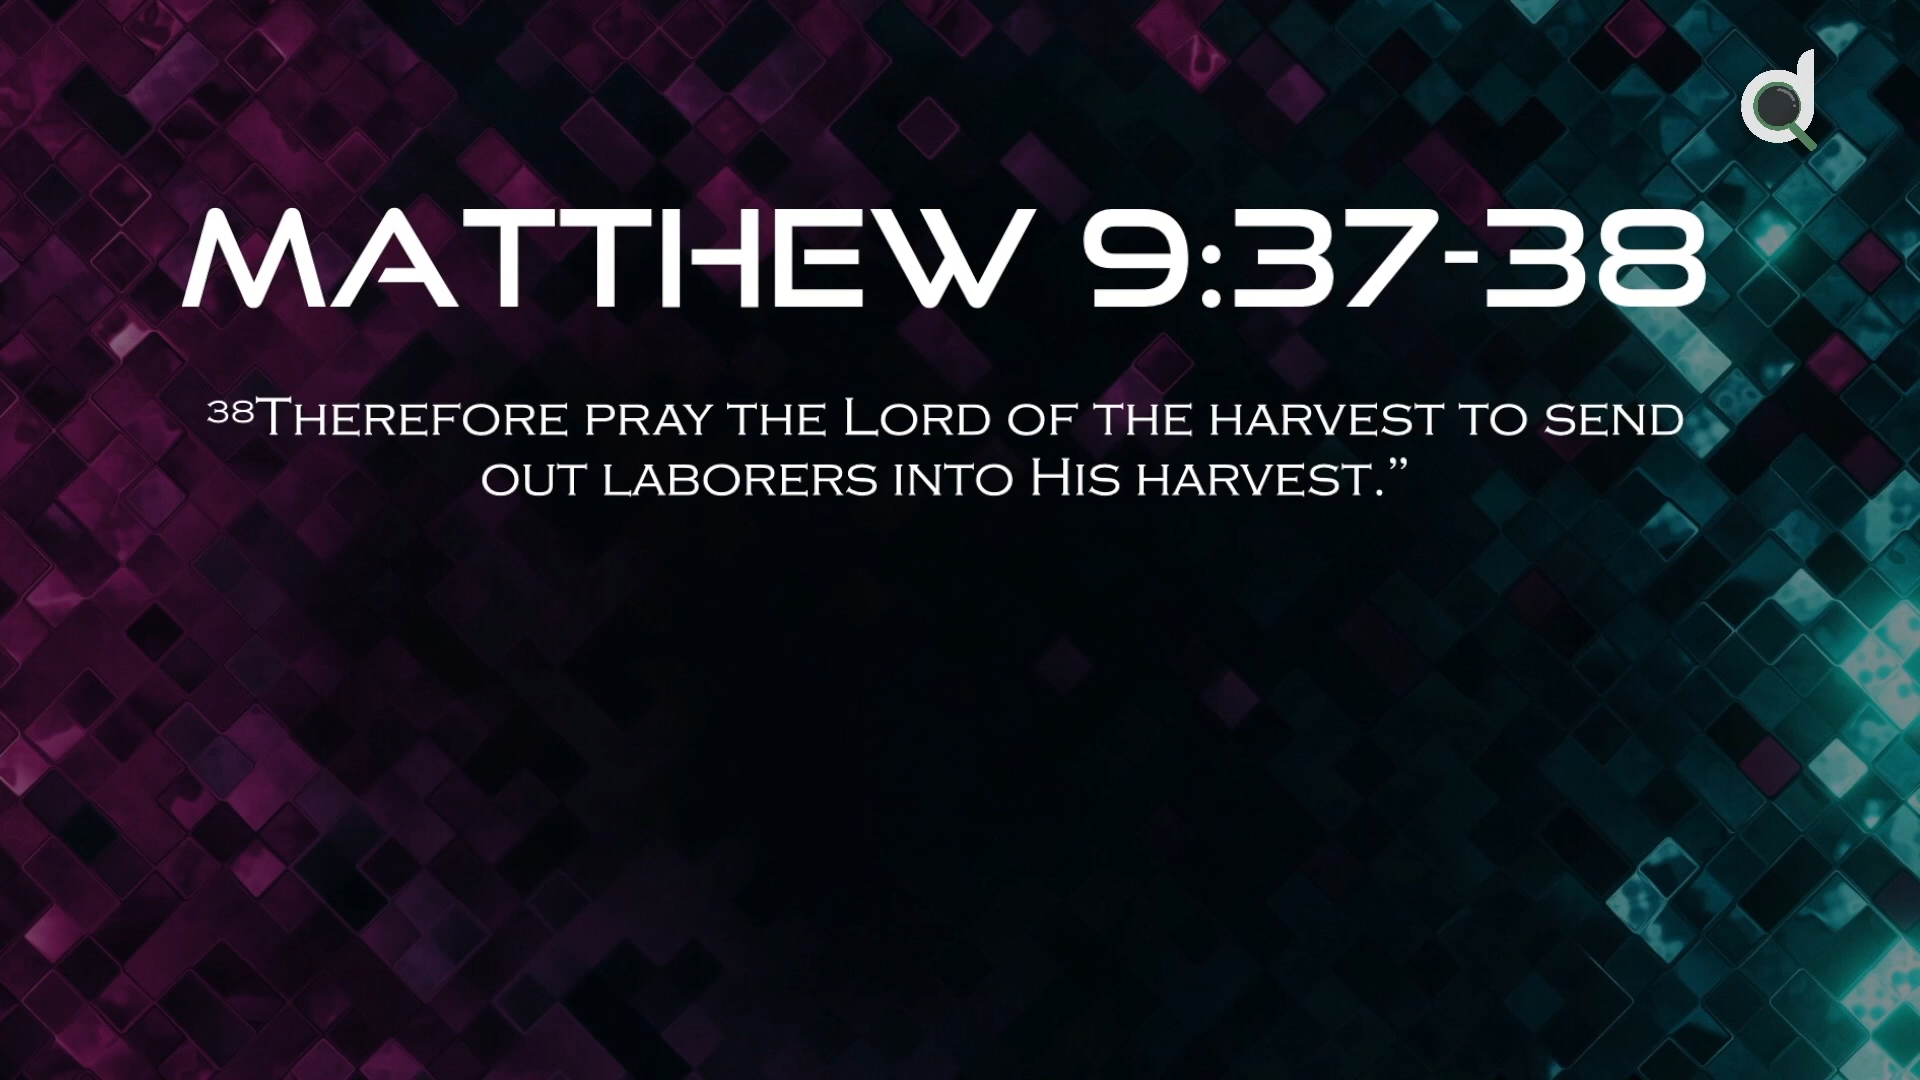 MATTHEW 9:37-38
³⁸Therefore pray the Lord of the harvest to send
out laborers into His harvest.”